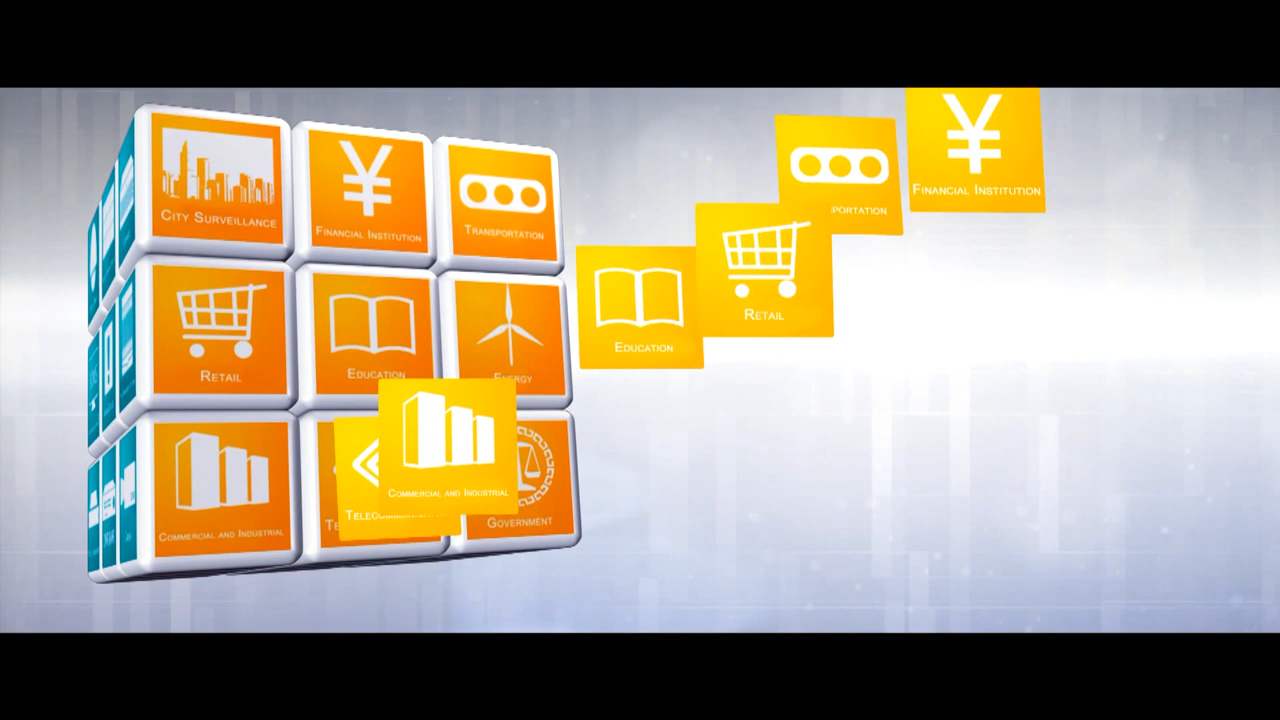 CITY SURVEILLANCE
¥
FINANCIAL INSTITUTION
TRANSPORTATION
RETAIL
EDUCATION
ENERGY
COMMERCIAL AND INDUSTRIAL
GOVERNMENT
COMMERCIAL AND INDUSTRIAL
EDUCATION
RETAIL
PORTATION
¥
FINANCIAL INSTITUTION